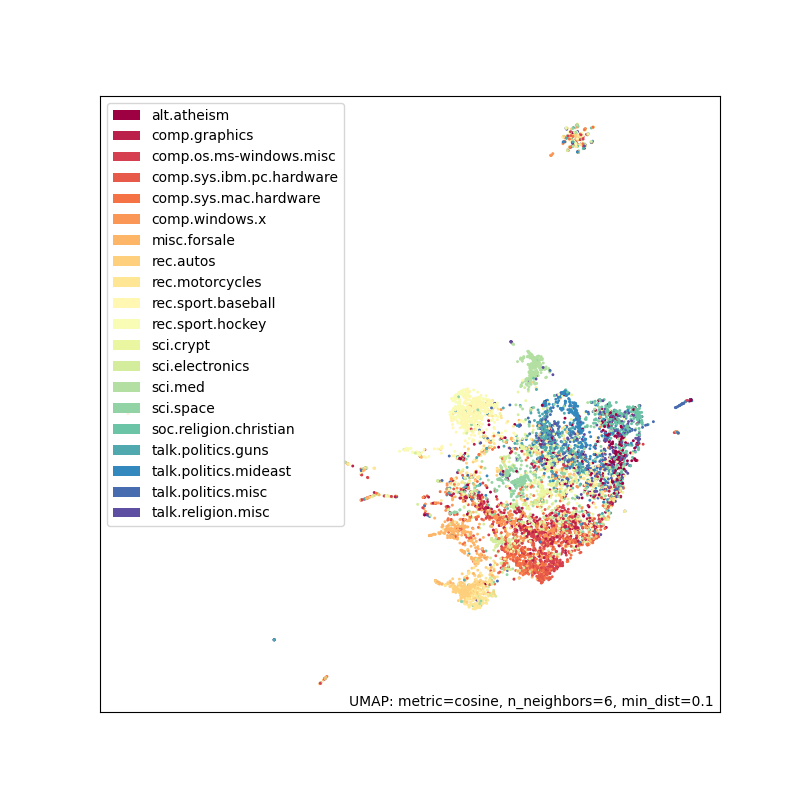 alt.atheism
comp.graphics
comp.os.ms-windows.misc
comp.sys.ibm.pc.hardware
comp.sys.mac.hardware
comp.windows.x
misc.forsale
rec.autos
rec.motorcycles
rec.sport.baseball
rec.sport.hockey
sci.crypt
sci.electronics
sci.med
sci.space
soc.religion.christian
talk.politics.guns
talk.politics.mideast
talk.politics.misc
talk.religion.misc
UMAP: metric=cosine, n_neighbors=6, min_dist=0.1